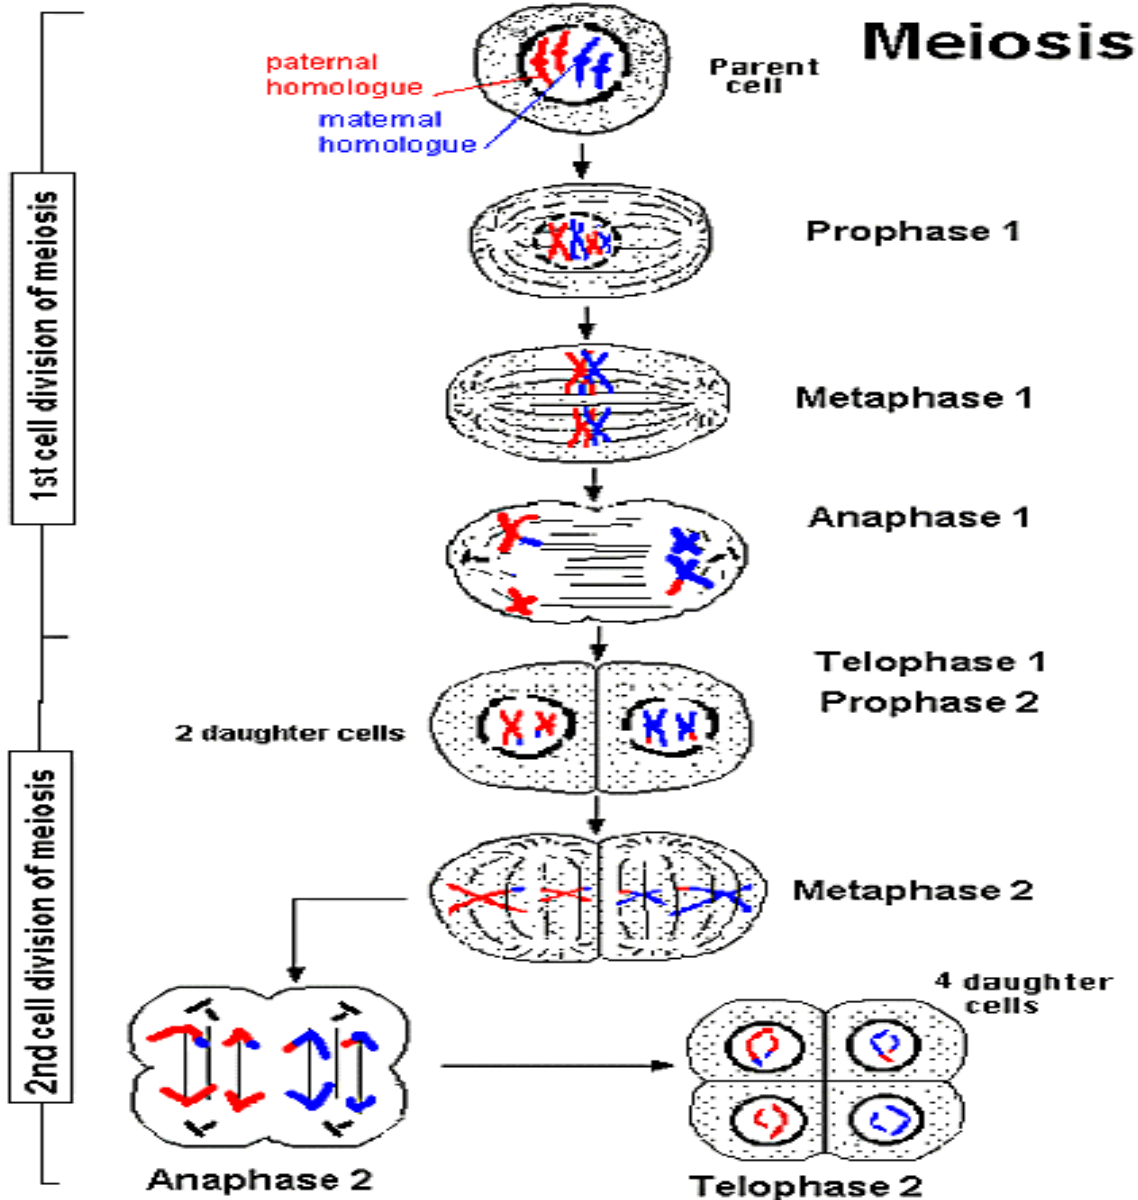 Meiosis
paternal
homologue
maternal
homologue
Parent
cell
1st cell division of meiosis
Prophase 1
Metaphase 1
Anaphase 1
Telophase 1
Prophase 2
2 daughter cells
2nd cell division of meiosis
Metaphase 2
4 daughter
cells
Anaphase 2
Telophase 2